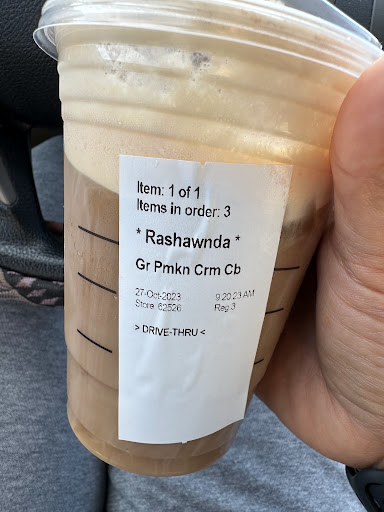 Item: 1 of 1
Items in order: 3
* Rashawnda *
Gr Pmkn Crm Cb
27-Oct-2023 9:20:23 AM
Store: 62526 Reg 3
> DRIVE-THRU <